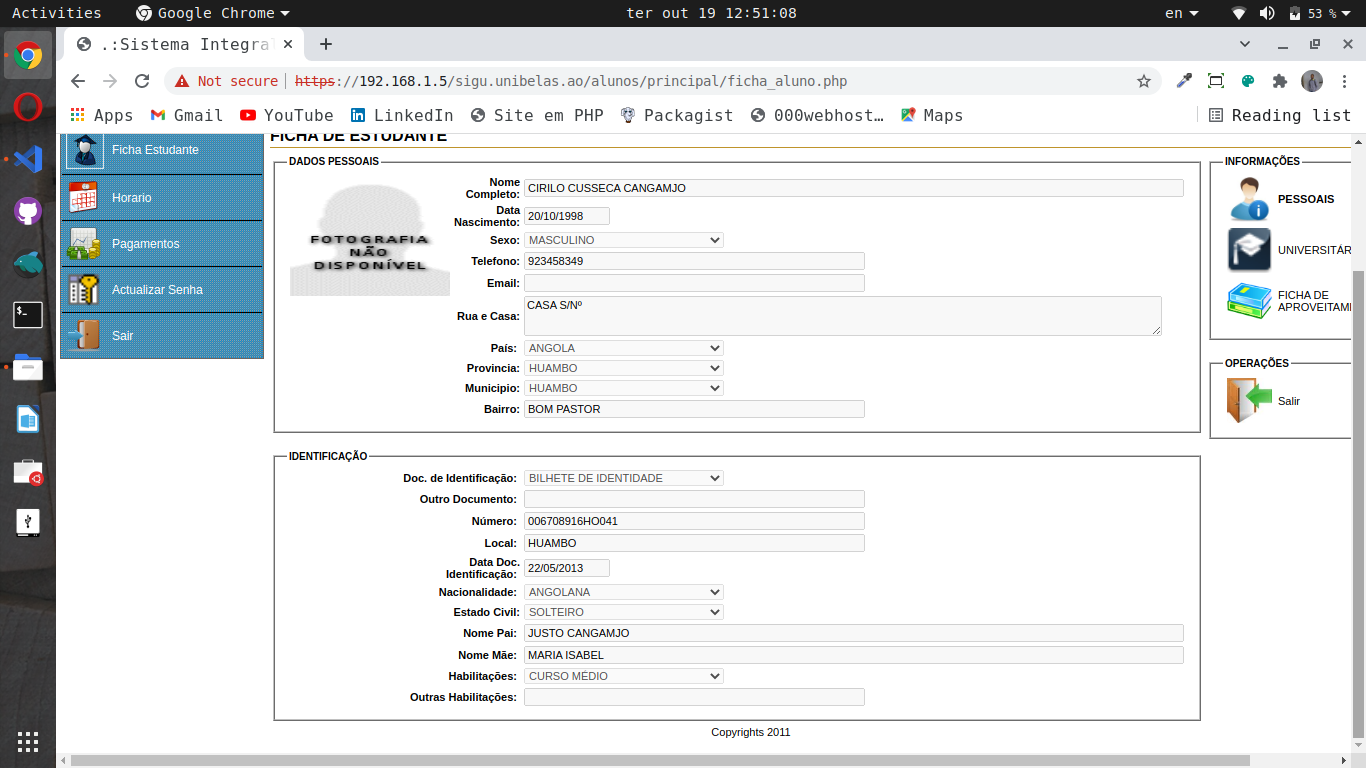 Activities
Google Chrome
ter out 19 12:51:08
en
53 %
.:Sistema Integra
Not secure
https://192.168.1.5/sigu.unibelas.ao/alunos/principal/ficha_aluno.php
Apps
Gmail
YouTube
LinkedIn
Site em PHP
Packagist
000webhost…
Maps
Reading list
Ficha Estudante
Horario
Pagamentos
Actualizar Senha
Sair
FICHA DE ESTUDANTE
DADOS PESSOAIS
FOTOGRAFIA
NÃO
DISPONÍVEL
Nome
Completo: CIRILO CUSSECA CANGAMJO
Data
Nascimento: 20/10/1998
Sexo: MASCULINO
Telefono: 923458349
Email:
Rua e Casa: CASA S/Nº
País: ANGOLA
Provincia: HUAMBO
Municipio: HUAMBO
Bairro: BOM PASTOR
IDENTIFICAÇÃO
Doc. de Identificação: BILHETE DE IDENTIDADE
Outro Documento:
Número: 006708916HO041
Local: HUAMBO
Data Doc.
Identificação: 22/05/2013
Nacionalidade: ANGOLANA
Estado Civil: SOLTEIRO
Nome Pai: JUSTO CANGAMJO
Nome Mãe: MARIA ISABEL
Habilitações: CURSO MÉDIO
Outras Habilitações:
Copyrights 2011
INFORMAÇÕES
PESSOAIS
UNIVERSITÁR
FICHA DE
APROVEITAM
OPERAÇÕES
Salir